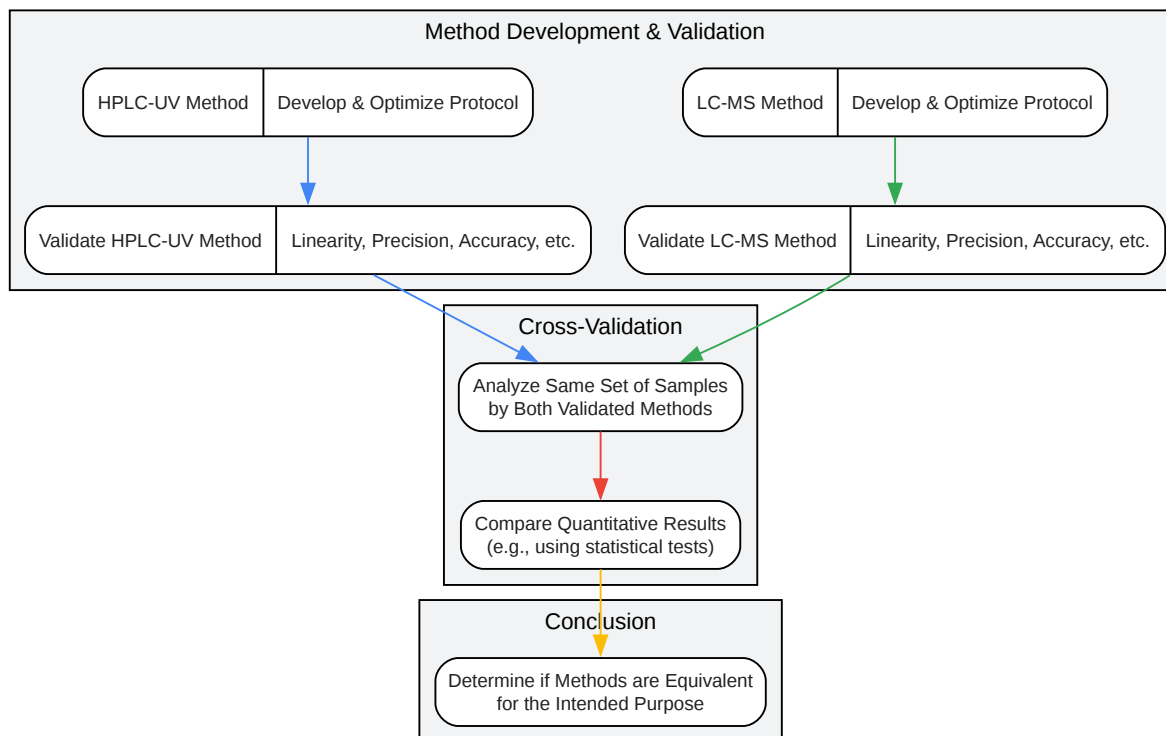 Method Development & Validation
HPLC-UV Method
Develop & Optimize Protocol
LC-MS Method
Develop & Optimize Protocol
Validate HPLC-UV Method
Linearity, Precision, Accuracy, etc.
Validate LC-MS Method
Linearity, Precision, Accuracy, etc.
Cross-Validation
Analyze Same Set of Samples
by Both Validated Methods
Compare Quantitative Results
(e.g., using statistical tests)
Conclusion
Determine if Methods are Equivalent
for the Intended Purpose